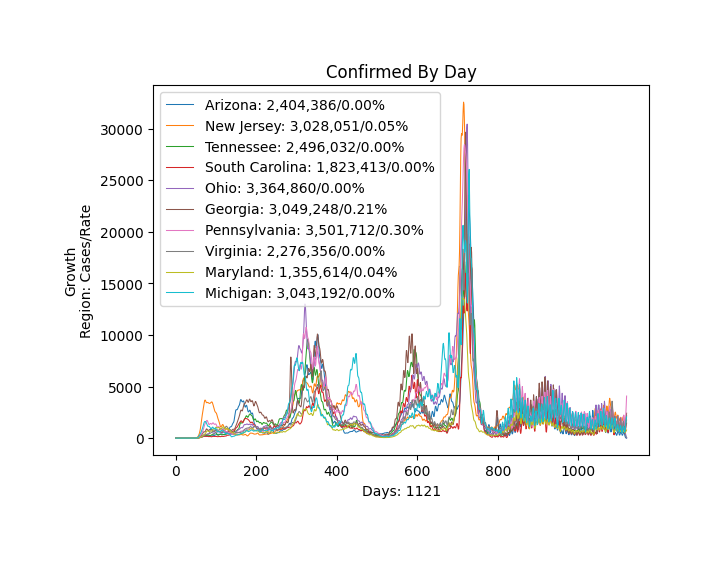 Confirmed By Day
Growth
Region: Cases/Rate
30000
25000
20000
15000
10000
5000
0
Arizona: 2,404,386/0.00%
New Jersey: 3,028,051/0.05%
Tennessee: 2,496,032/0.00%
South Carolina: 1,823,413/0.00%
Ohio: 3,364,860/0.00%
Georgia: 3,049,248/0.21%
Pennsylvania: 3,501,712/0.30%
Virginia: 2,276,356/0.00%
Maryland: 1,355,614/0.04%
Michigan: 3,043,192/0.00%
0 200 400 600 800 1000
Days: 1121